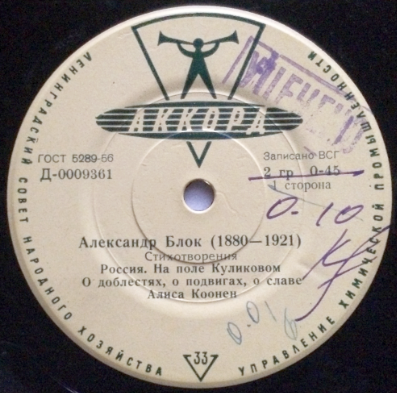 ЛЕНИНГРАДСКИЙ СОВЕТ НАРОДНОГО ХОЗЯЙСТВА
УПРАВЛЕНИЕ ХИМИЧЕСКОЙ ПРОМЫШЛЕННОСТИ
АККОРД
ГОСТ 5289-56
Д-0009361
Записано ВСГ
2 гр 0-45
1 сторона
0-10
Александр Блок (1880—1921)
Стихотворения
Россия. На поле Куликовом
О доблестях, о подвигах, о славе
Алиса Коонен
33